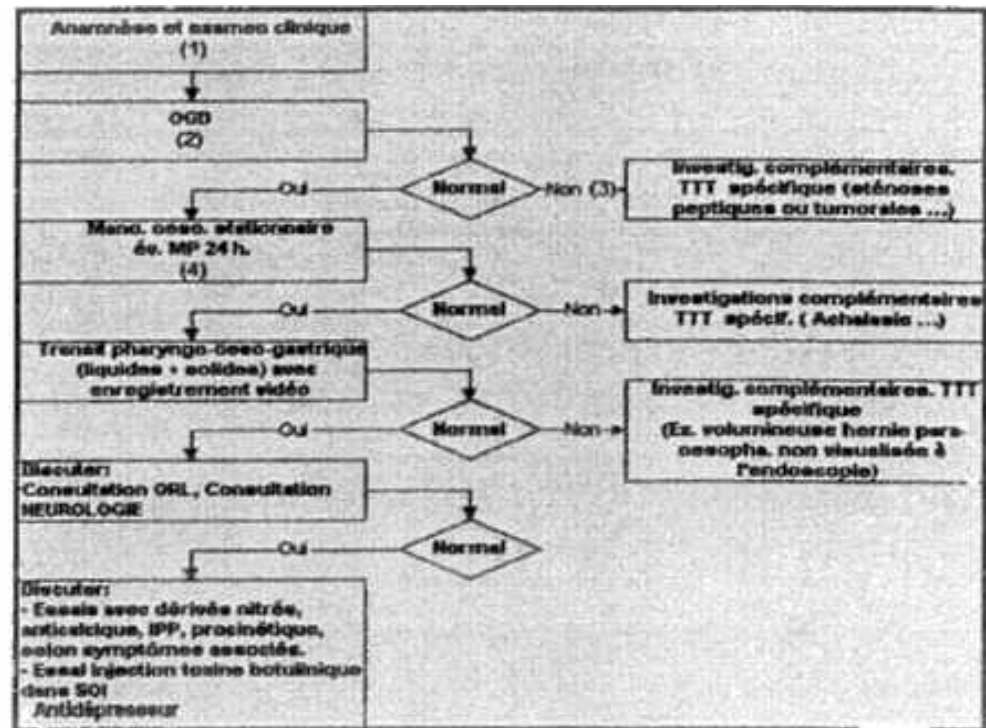 Anamnèse et examen clinique
(1)
OGD
(2)
Normal
Oui
Non (3)
Investig. complémentaires.
TTT spécifique (sténoses
peptiques ou tumorales ...)
Mano. oeso. stationnaire
év. MP 24 h.
(4)
Normal
Oui
Non
Investigations complémentaires
TTT spécif. ( Achalasie ...)
Transit pharyngo-oeso-gastrique
(liquides + solides) avec
enregistrement vidéo
Normal
Oui
Non
Investig. complémentaires. TTT
spécifique
(Ex. volumineuse hernie para-
oesopha. non visualisée à
l'endoscopie)
Discuter:
Consultation ORL, Consultation
NEUROLOGIE
Normal
Oui
Discuter:
- Essais avec dérivés nitrés,
anticalcique, IPP, procinétique,
selon symptômes associés.
- Essai injection toxine botulinique
dans SOI
Antidépresseur